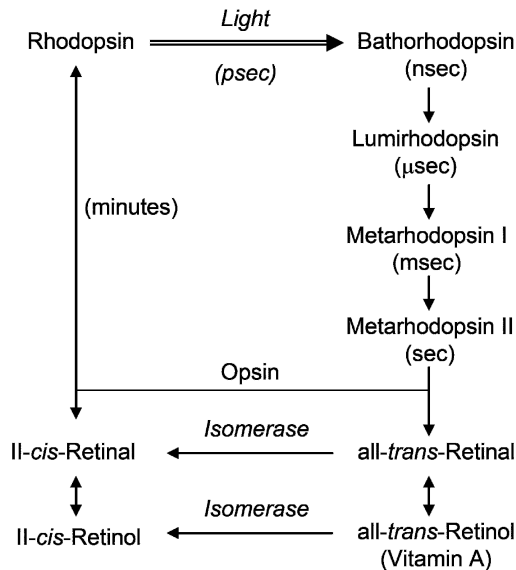 Light
Rhodopsin
Bathorhodopsin
(psec)
(nsec)
Lumirhodopsin
(μsec)
(minutes)
Metarhodopsin I
(msec)
Metarhodopsin II
(sec)
Opsin
Isomerase
II-cis-Retinal
all-trans-Retinal
Isomerase
II-cis-Retinol
all-trans-Retinol
(Vitamin A)